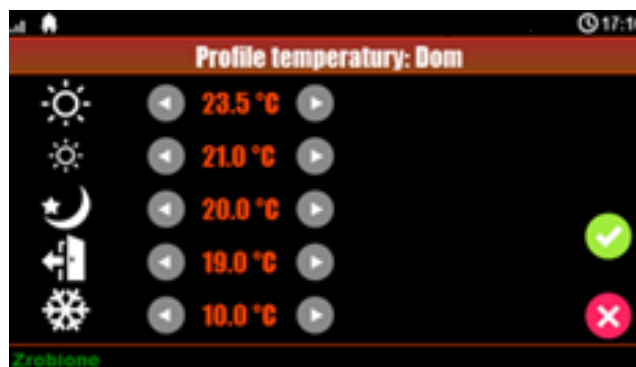 17:1
Profile temperatury: Dom
23.5 °C
21.0 °C
20.0 °C
19.0 °C
10.0 °C
Zrobione